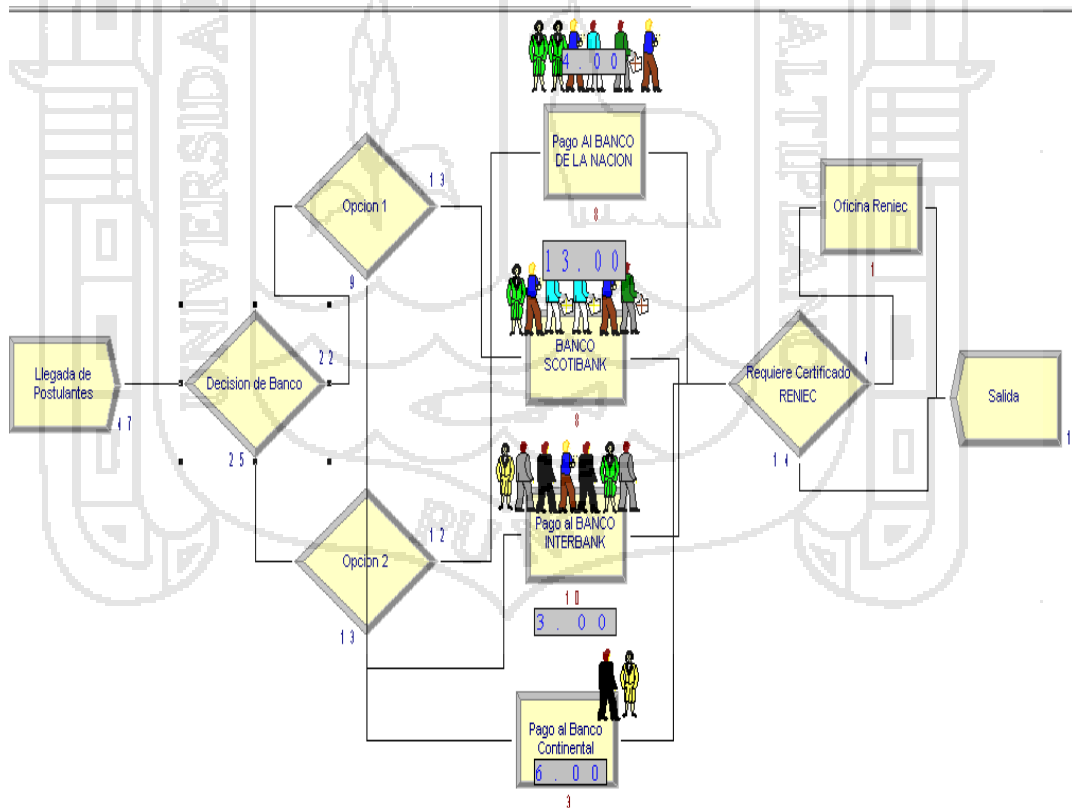 4.00
Pago Al BANCO
DE LA NACION
8
Opcion 1
13
9
Oficina Reniec
1
13.00
BANCO
SCOTIBANK
8
Llegada de
Postulantes
47
Decision de Banco
22
25
Requiere Certificado
RENIEC
4
14
Salida
1
Opcion 2
12
13
Pago al BANCO
INTERBANK
10
3.00
Pago al Banco
Continental
6.00
3
UNIVERSIDA